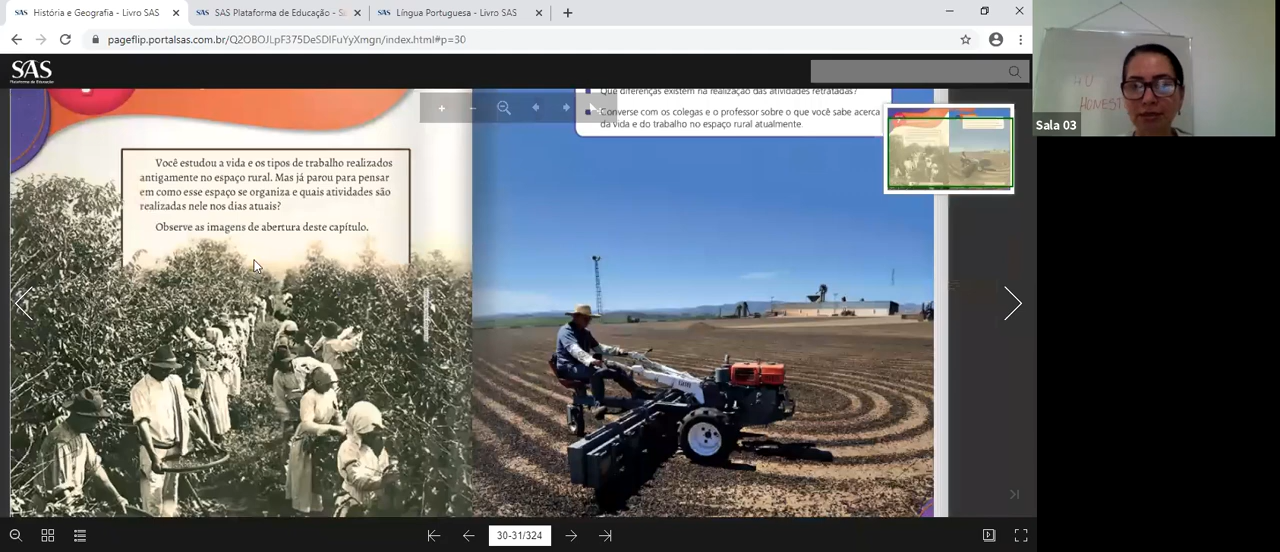 História e Geografia - Livro SAS
SAS Plataforma de Educação - S
Língua Portuguesa - Livro SAS
pageflip.portalsas.com.br/Q2OBOJLpF375DeSDIFuYyXmgn/index.html#p=30
SAS
Plataforma de Educação
Que diferenças existem na realização das atividades retratadas?
Converse com os colegas e o professor sobre o que você sabe acerca
da vida e do trabalho no espaço rural atualmente.
Você estudou a vida e os tipos de trabalho realizados
antigamente no espaço rural. Mas já parou para pensar
em como esse espaço se organiza e quais atividades são
realizadas nele nos dias atuais?
Observe as imagens de abertura deste capítulo.
30-31/324
Sala 03